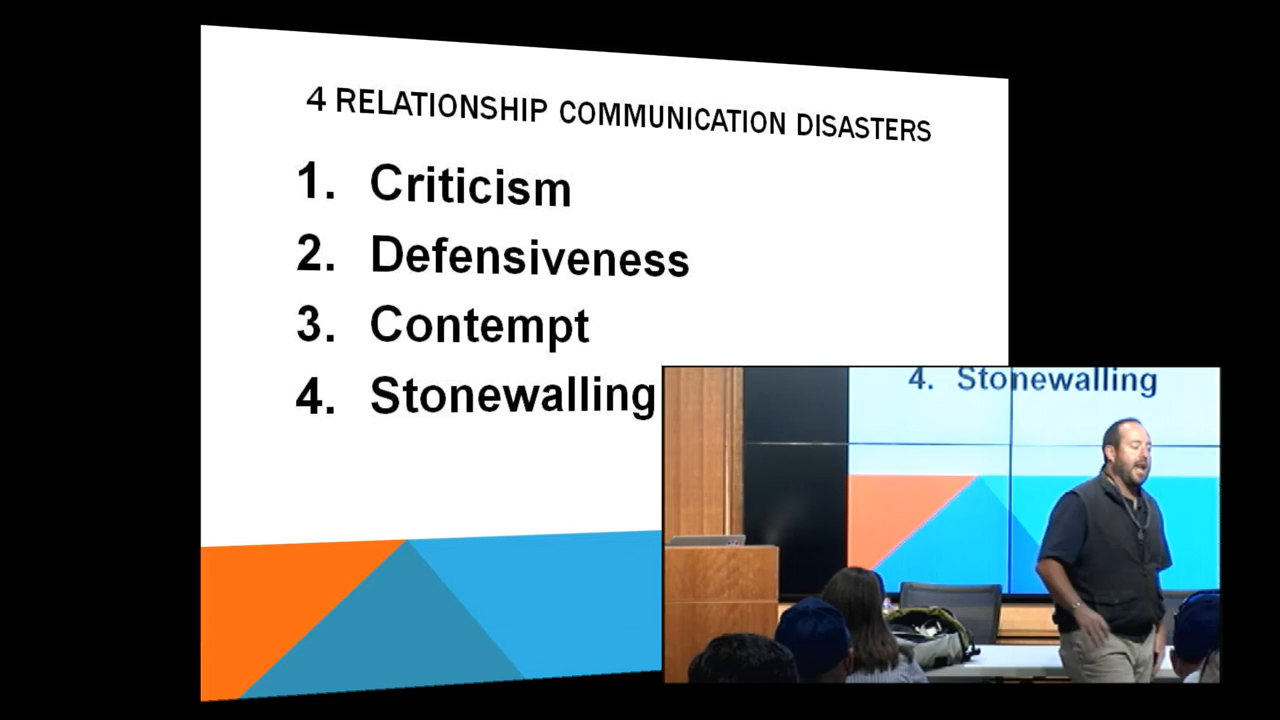 4 RELATIONSHIP COMMUNICATION DISASTERS
1. Criticism
2. Defensiveness
3. Contempt
4. Stonewalling
4. Stonewalling